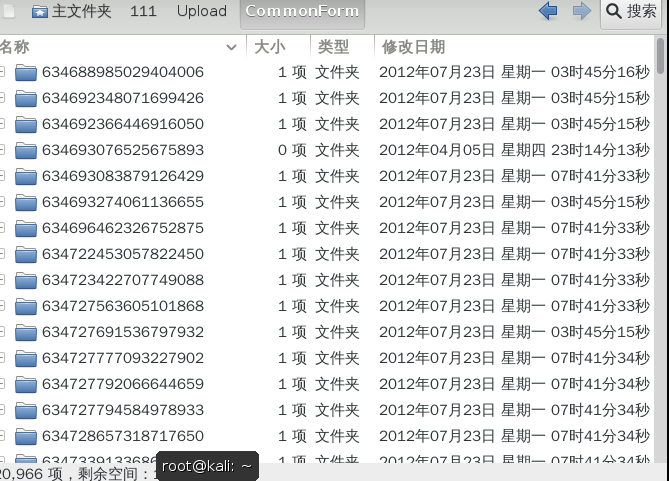 主文件夹 111 Upload CommonForm 搜索
名称 大小 类型 修改日期
634688985029404006 1 项 文件夹 2012年07月23日 星期一 03时45分16秒
634692348071699426 1 项 文件夹 2012年07月23日 星期一 03时45分15秒
634692366446916050 1 项 文件夹 2012年07月23日 星期一 03时45分15秒
634693076525675893 0 项 文件夹 2012年04月05日 星期四 23时14分13秒
634693083879126429 1 项 文件夹 2012年07月23日 星期一 07时41分33秒
634693274061136655 1 项 文件夹 2012年07月23日 星期一 03时45分15秒
634696462326752875 1 项 文件夹 2012年07月23日 星期一 07时41分33秒
634722453057822450 1 项 文件夹 2012年07月23日 星期一 07时41分33秒
634723422707749088 1 项 文件夹 2012年07月23日 星期一 07时41分33秒
634727563605101868 1 项 文件夹 2012年07月23日 星期一 07时41分33秒
634727691536797932 1 项 文件夹 2012年07月23日 星期一 03时45分15秒
634727777093227902 1 项 文件夹 2012年07月23日 星期一 07时41分34秒
634727792066644659 1 项 文件夹 2012年07月23日 星期一 07时41分34秒
634727794584978933 1 项 文件夹 2012年07月23日 星期一 07时41分34秒
634728657318717650 1 项 文件夹 2012年07月23日 星期一 07时41分34秒
1 项 文件夹 2012年07月23日 星期一 07时41分34秒
20,966 项，剩余空间：
root@kali: ~